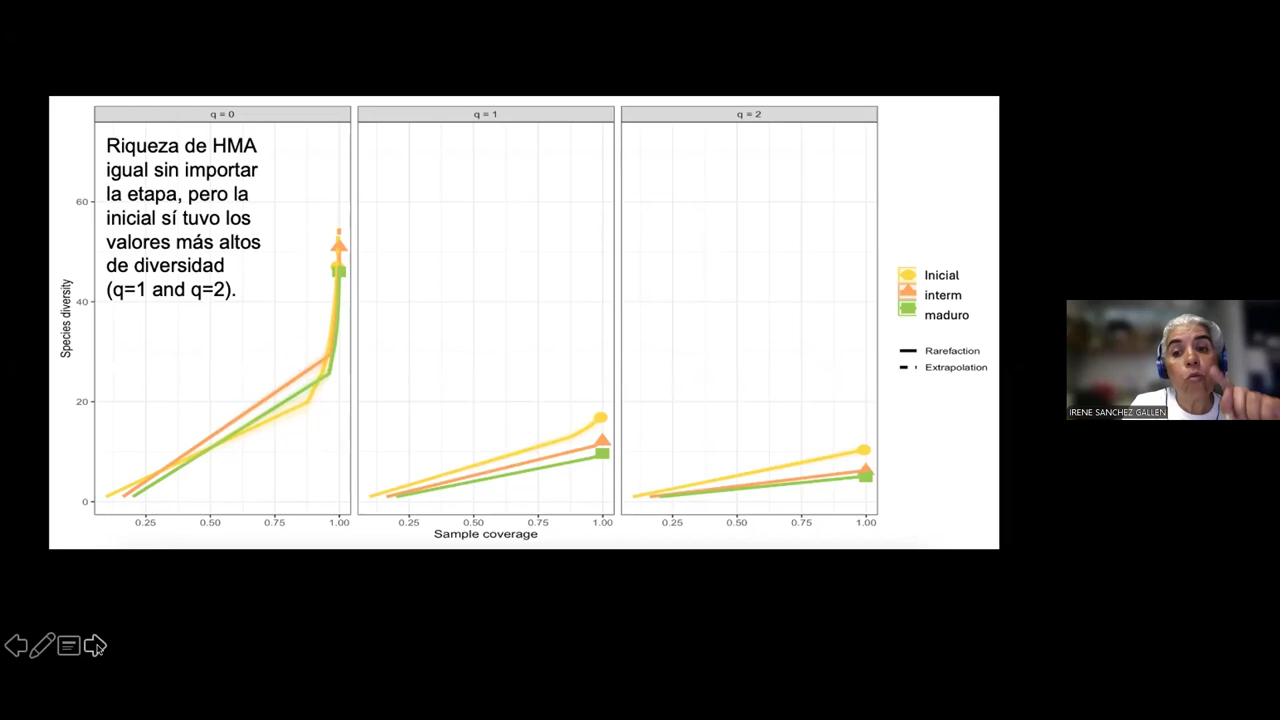 q = 0
q = 1
q = 2
Riqueza de HMA
igual sin importar
la etapa, pero la
inicial sí tuvo los
valores más altos
de diversidad
(q=1 and q=2).
Species diversity
60
40
20
0
0.25 0.50 0.75 1.00
0.25 0.50 0.75 1.00
0.25 0.50 0.75 1.00
Sample coverage
Inicial
interm
maduro
Rarefaction
Extrapolation
IRENE SANCHEZ GALLEN